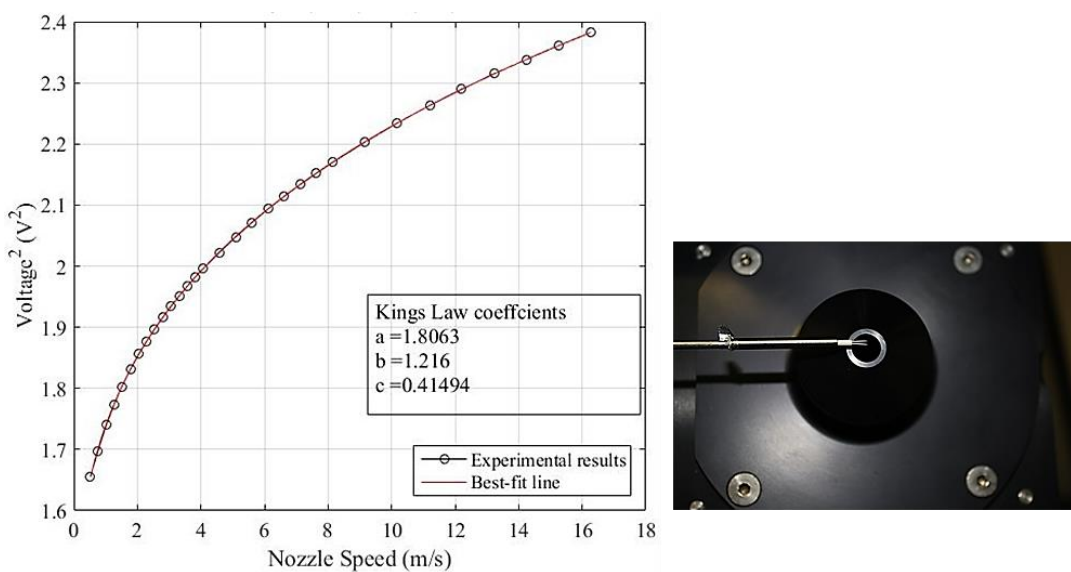 2.4
2.3
2.2
2.1
2
1.9
1.8
1.7
1.6
Voltage² (V²)
Kings Law coeffcients
a =1.8063
b =1.216
c =0.41494
Experimental results
Best-fit line
0 2 4 6 8 10 12 14 16 18
Nozzle Speed (m/s)